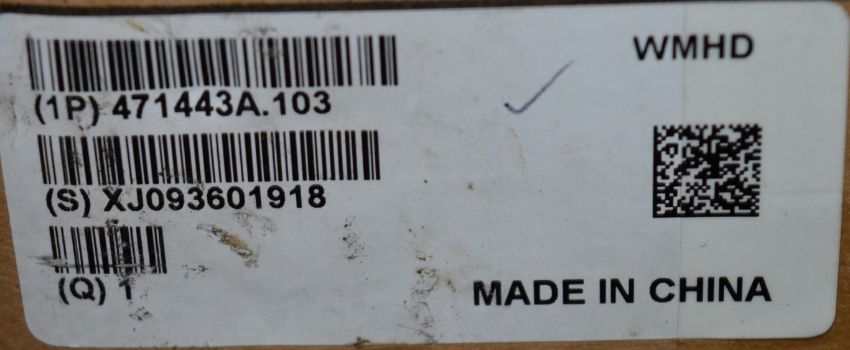 WMHD
(1P) 471443A.103
(S) XJ093601918
(Q) 1
MADE IN CHINA